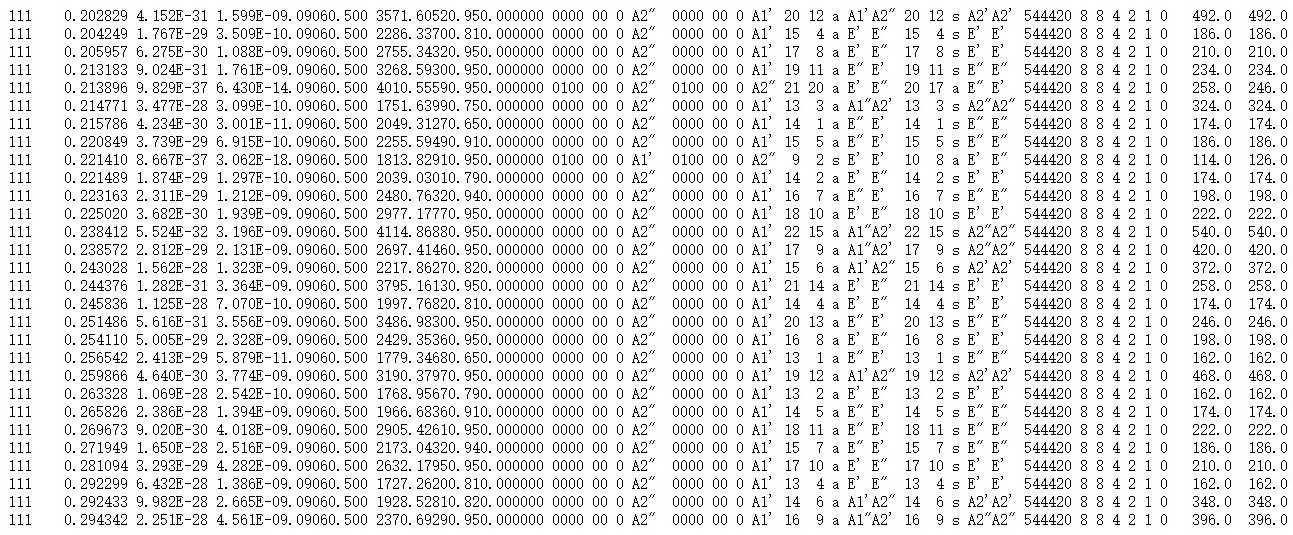 111    0.202829 4.152E-31 1.599E-09.09060.500 3571.60520.950.000000 0000 00 0 A2"  0000 00 0 A1' 20 12 a A1'A2" 20 12 s A2'A2' 544420 8 8 4 2 1 0   492.0  492.0
111    0.204249 1.767E-29 3.509E-10.09060.500 2286.33700.810.000000 0000 00 0 A2"  0000 00 0 A1' 15  4 a E' E"  15  4 s E' E'  544420 8 8 4 2 1 0   186.0  186.0
111    0.205957 6.275E-30 1.088E-09.09060.500 2755.34320.950.000000 0000 00 0 A2"  0000 00 0 A1' 17  8 a E' E"  17  8 s E' E'  544420 8 8 4 2 1 0   210.0  210.0
111    0.213183 9.024E-31 1.761E-09.09060.500 3268.59300.950.000000 0000 00 0 A2"  0000 00 0 A1' 19 11 a E" E'  19 11 s E" E"  544420 8 8 4 2 1 0   234.0  234.0
111    0.213896 9.829E-37 6.430E-14.09060.500 4010.55590.950.000000 0100 00 0 A2"  0100 00 0 A2" 21 20 a E' E'  20 17 a E' E"  544420 8 8 4 2 1 0   258.0  246.0
111    0.214771 3.477E-28 3.099E-10.09060.500 1751.63990.750.000000 0000 00 0 A2"  0000 00 0 A1' 13  3 a A1"A2' 13  3 s A2"A2" 544420 8 8 4 2 1 0   324.0  324.0
111    0.215786 4.234E-30 3.001E-11.09060.500 2049.31270.650.000000 0000 00 0 A2"  0000 00 0 A1' 14  1 a E" E'  14  1 s E" E"  544420 8 8 4 2 1 0   174.0  174.0
111    0.220849 3.739E-29 6.915E-10.09060.500 2255.59490.910.000000 0000 00 0 A2"  0000 00 0 A1' 15  5 a E" E'  15  5 s E" E"  544420 8 8 4 2 1 0   186.0  186.0
111    0.221410 8.667E-37 3.062E-18.09060.500 1813.82910.950.000000 0100 00 0 A1'  0100 00 0 A2"  9  2 s E' E'  10  8 a E' E"  544420 8 8 4 2 1 0   114.0  126.0
111    0.221489 1.874E-29 1.297E-10.09060.500 2039.03010.790.000000 0000 00 0 A2"  0000 00 0 A1' 14  2 a E' E"  14  2 s E' E'  544420 8 8 4 2 1 0   174.0  174.0
111    0.223163 2.311E-29 1.212E-09.09060.500 2480.76320.940.000000 0000 00 0 A2"  0000 00 0 A1' 16  7 a E" E'  16  7 s E" E"  544420 8 8 4 2 1 0   198.0  198.0
111    0.225020 3.682E-30 1.939E-09.09060.500 2977.17770.950.000000 0000 00 0 A2"  0000 00 0 A1' 18 10 a E' E"  18 10 s E' E'  544420 8 8 4 2 1 0   222.0  222.0
111    0.238412 5.524E-32 3.196E-09.09060.500 4114.86880.950.000000 0000 00 0 A2"  0000 00 0 A1' 22 15 a A1"A2' 22 15 s A2"A2" 544420 8 8 4 2 1 0   540.0  540.0
111    0.238572 2.812E-29 2.131E-09.09060.500 2697.41460.950.000000 0000 00 0 A2"  0000 00 0 A1' 17  9 a A1"A2' 17  9 s A2"A2" 544420 8 8 4 2 1 0   420.0  420.0
111    0.243028 1.562E-28 1.323E-09.09060.500 2217.86270.820.000000 0000 00 0 A2"  0000 00 0 A1' 15  6 a A1'A2" 15  6 s A2'A2' 544420 8 8 4 2 1 0   372.0  372.0
111    0.244376 1.282E-31 3.364E-09.09060.500 3795.16130.950.000000 0000 00 0 A2"  0000 00 0 A1' 21 14 a E' E"  21 14 s E' E'  544420 8 8 4 2 1 0   258.0  258.0
111    0.245836 1.125E-28 7.070E-10.09060.500 1997.76820.810.000000 0000 00 0 A2"  0000 00 0 A1' 14  4 a E' E"  14  4 s E' E'  544420 8 8 4 2 1 0   174.0  174.0
111    0.251486 5.616E-31 3.556E-09.09060.500 3486.98300.950.000000 0000 00 0 A2"  0000 00 0 A1' 20 13 a E" E'  20 13 s E" E"  544420 8 8 4 2 1 0   246.0  246.0
111    0.254110 5.005E-29 2.328E-09.09060.500 2429.35360.950.000000 0000 00 0 A2"  0000 00 0 A1' 16  8 a E' E"  16  8 s E' E'  544420 8 8 4 2 1 0   198.0  198.0
111    0.256542 2.413E-29 5.879E-11.09060.500 1779.34680.650.000000 0000 00 0 A2"  0000 00 0 A1' 13  1 a E" E'  13  1 s E" E"  544420 8 8 4 2 1 0   162.0  162.0
111    0.259866 4.640E-30 3.774E-09.09060.500 3190.37970.950.000000 0000 00 0 A2"  0000 00 0 A1' 19 12 a A1'A2" 19 12 s A2'A2' 544420 8 8 4 2 1 0   468.0  468.0
111    0.263328 1.069E-28 2.542E-10.09060.500 1768.95670.790.000000 0000 00 0 A2"  0000 00 0 A1' 13  2 a E' E"  13  2 s E' E'  544420 8 8 4 2 1 0   162.0  162.0
111    0.265826 2.386E-28 1.394E-09.09060.500 1966.68360.910.000000 0000 00 0 A2"  0000 00 0 A1' 14  5 a E" E'  14  5 s E" E"  544420 8 8 4 2 1 0   174.0  174.0
111    0.269673 9.020E-30 4.018E-09.09060.500 2905.42610.950.000000 0000 00 0 A2"  0000 00 0 A1' 18 11 a E" E'  18 11 s E" E"  544420 8 8 4 2 1 0   222.0  222.0
111    0.271949 1.650E-28 2.516E-09.09060.500 2173.04320.940.000000 0000 00 0 A2"  0000 00 0 A1' 15  7 a E" E'  15  7 s E" E"  544420 8 8 4 2 1 0   186.0  186.0
111    0.281094 3.293E-29 4.282E-09.09060.500 2632.17950.950.000000 0000 00 0 A2"  0000 00 0 A1' 17 10 a E' E"  17 10 s E' E'  544420 8 8 4 2 1 0   210.0  210.0
111    0.292299 6.432E-28 1.386E-09.09060.500 1727.26200.810.000000 0000 00 0 A2"  0000 00 0 A1' 13  4 a E' E"  13  4 s E' E'  544420 8 8 4 2 1 0   162.0  162.0
111    0.292433 9.982E-28 2.665E-09.09060.500 1928.52810.820.000000 0000 00 0 A2"  0000 00 0 A1' 14  6 a A1'A2" 14  6 s A2'A2' 544420 8 8 4 2 1 0   348.0  348.0
111    0.294342 2.251E-28 4.561E-09.09060.500 2370.69290.950.000000 0000 00 0 A2"  0000 00 0 A1' 16  9 a A1"A2' 16  9 s A2"A2" 544420 8 8 4 2 1 0   396.0  396.0